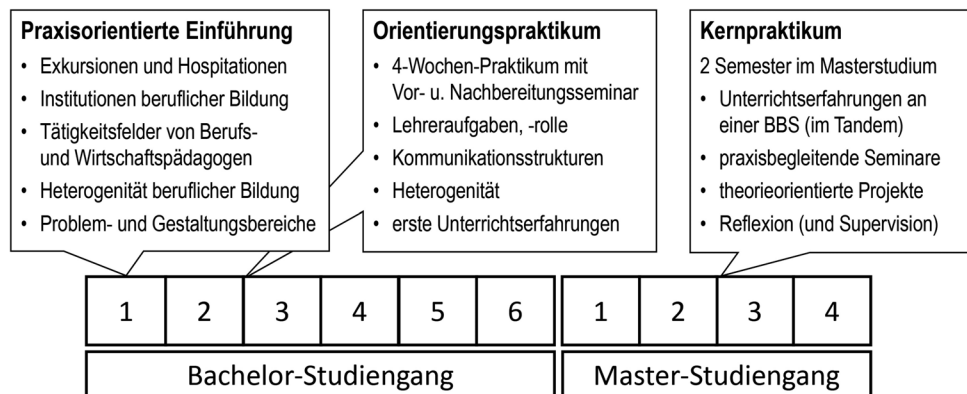 Praxisorientierte Einführung
• Exkursionen und Hospitationen
• Institutionen beruflicher Bildung
• Tätigkeitsfelder von Berufs-
und Wirtschaftspädagogen
• Heterogenität beruflicher Bildung
• Problem- und Gestaltungsbereiche
Orientierungspraktikum
• 4-Wochen-Praktikum mit
Vor- u. Nachbereitungsseminar
• Lehreraufgaben, -rolle
• Kommunikationsstrukturen
• Heterogenität
• erste Unterrichtserfahrungen
Kernpraktikum
2 Semester im Masterstudium
• Unterrichtserfahrungen an
einer BBS (im Tandem)
• praxisbegleitende Seminare
• theorieorientierte Projekte
• Reflexion (und Supervision)
1 2 3 4 5 6 1 2 3 4
Bachelor-Studiengang Master-Studiengang